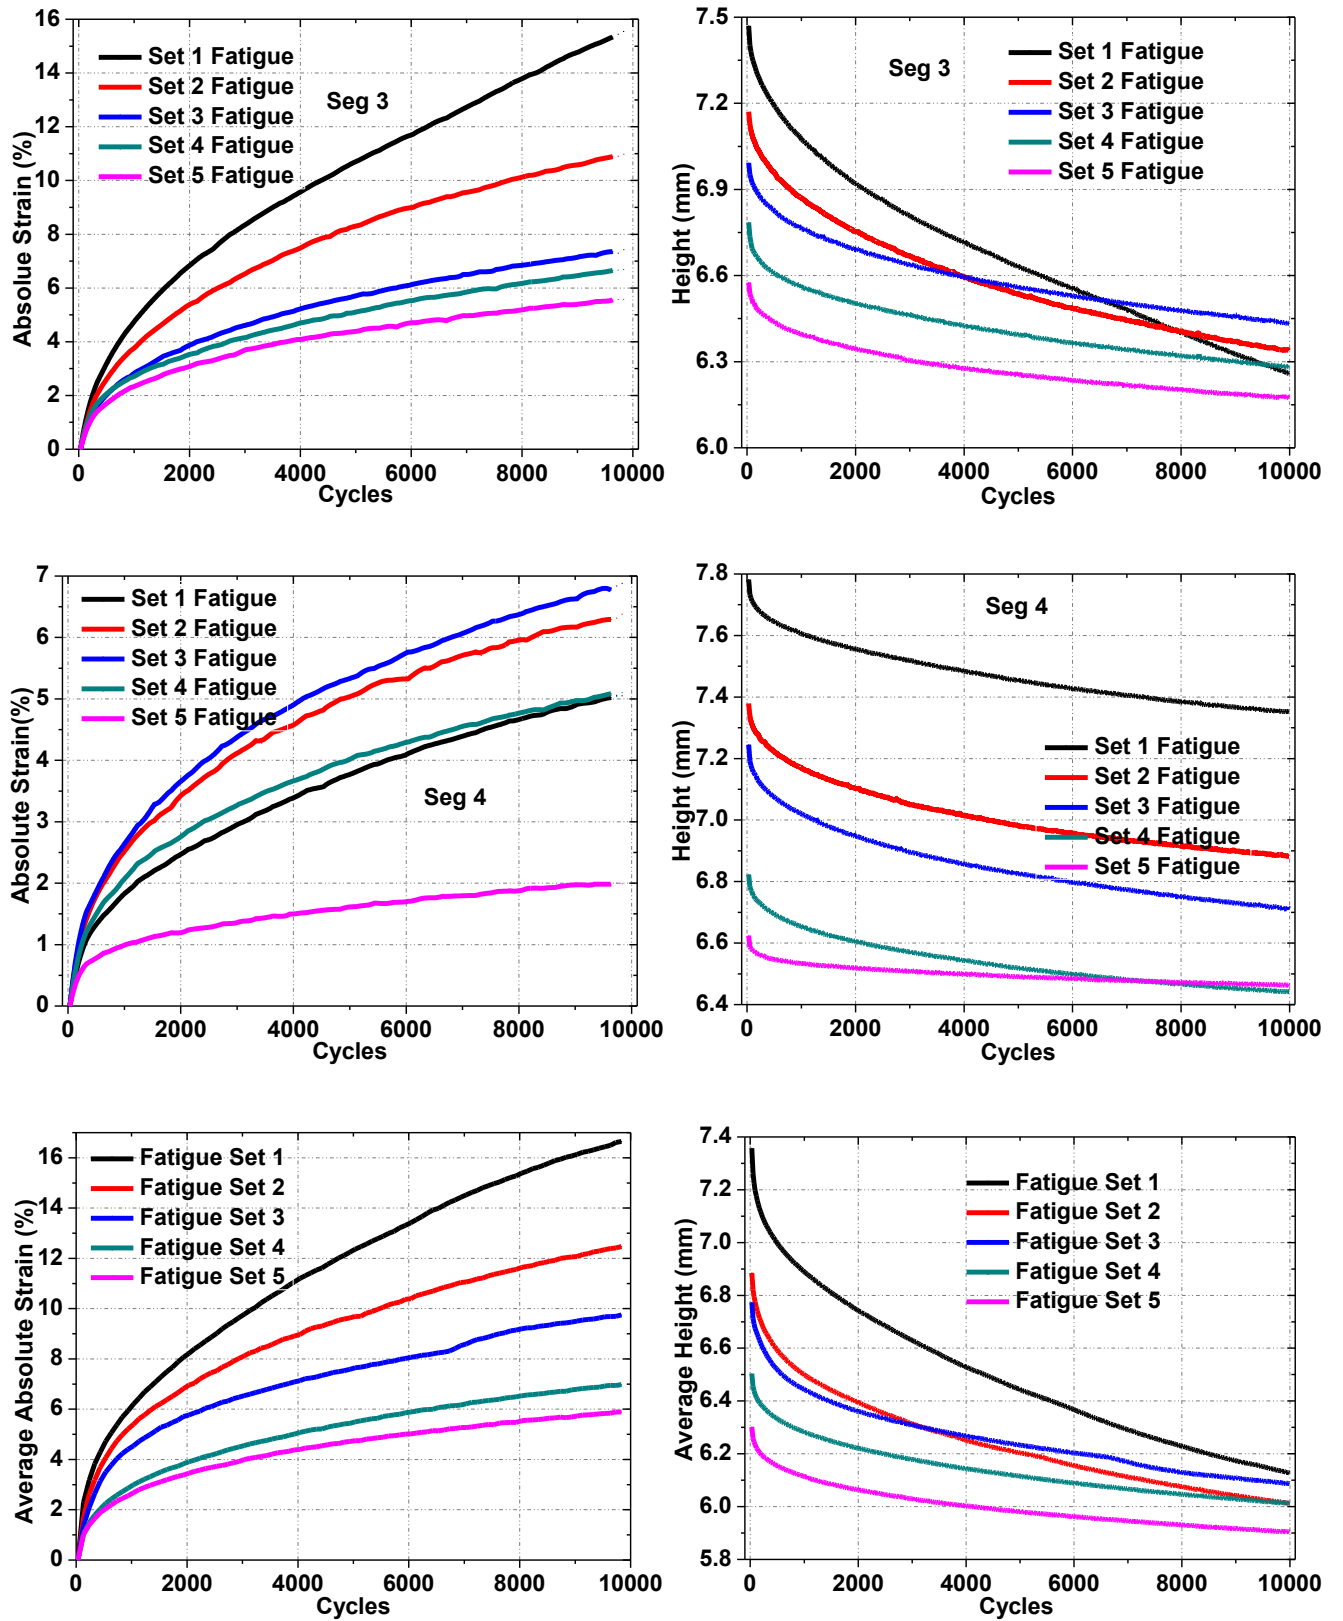 16
14
12
10
8
6
4
2
0
Absolue Strain (%)
Set 1 Fatigue
Set 2 Fatigue
Set 3 Fatigue
Set 4 Fatigue
Set 5 Fatigue
Seg 3
0 2000 4000 6000 8000 10000
Cycles
7.5
7.2
6.9
6.6
6.3
6.0
Height (mm)
Seg 3
Set 1 Fatigue
Set 2 Fatigue
Set 3 Fatigue
Set 4 Fatigue
Set 5 Fatigue
0 2000 4000 6000 8000 10000
Cycles
7
6
5
4
3
2
1
0
Absolute Strain(%)
Set 1 Fatigue
Set 2 Fatigue
Set 3 Fatigue
Set 4 Fatigue
Set 5 Fatigue
Seg 4
0 2000 4000 6000 8000 10000
Cycles
7.8
7.6
7.4
7.2
7.0
6.8
6.6
6.4
Height (mm)
Seg 4
Set 1 Fatigue
Set 2 Fatigue
Set 3 Fatigue
Set 4 Fatigue
Set 5 Fatigue
0 2000 4000 6000 8000 10000
Cycles
16
14
12
10
8
6
4
2
0
Average Absolute Strain (%)
Fatigue Set 1
Fatigue Set 2
Fatigue Set 3
Fatigue Set 4
Fatigue Set 5
0 2000 4000 6000 8000 10000
Cycles
7.4
7.2
7.0
6.8
6.6
6.4
6.2
6.0
5.8
Average Height (mm)
Fatigue Set 1
Fatigue Set 2
Fatigue Set 3
Fatigue Set 4
Fatigue Set 5
0 2000 4000 6000 8000 10000
Cycles